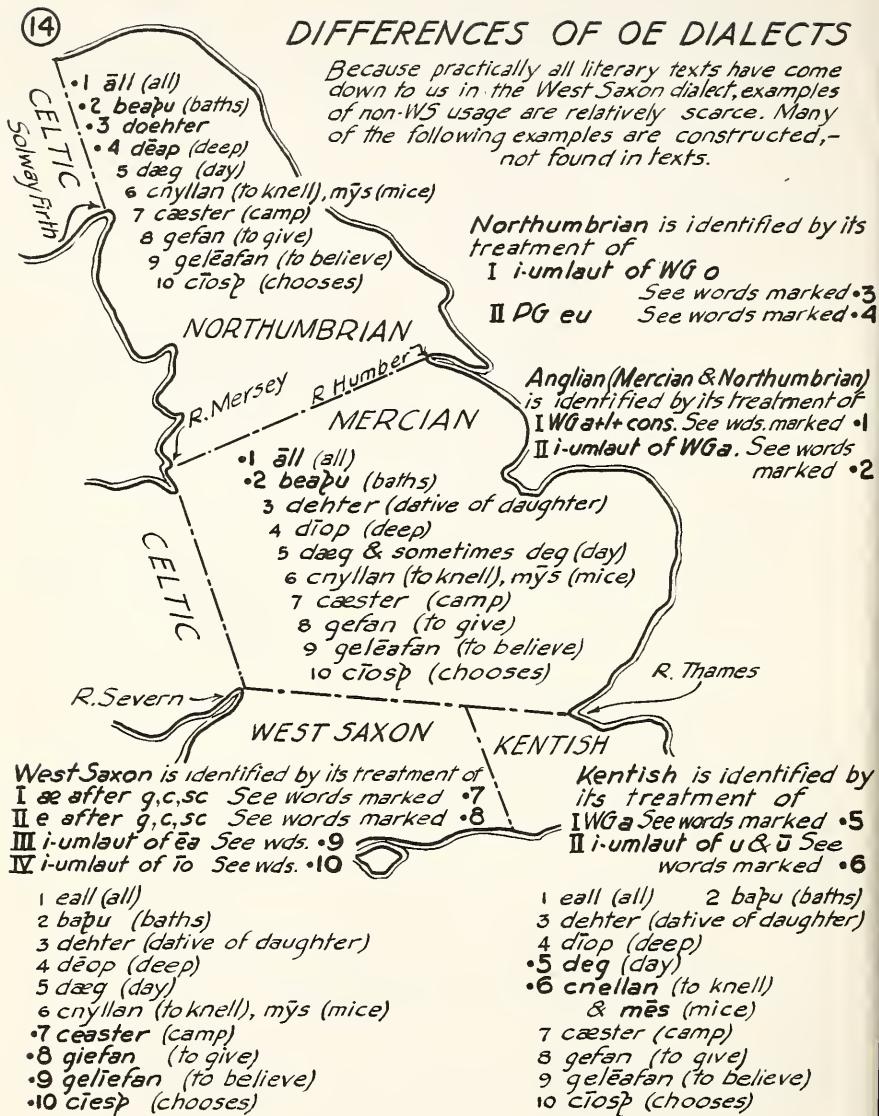 14
DIFFERENCES OF OE DIALECTS
Because practically all literary texts have come
down to us in the West Saxon dialect, examples
of non-WS usage are relatively scarce. Many
of the following examples are constructed,-
not found in texts.
CELTIC
Solway Firth
•1 āll (all)
•2 beaþu (baths)
•3 doehter
•4 dēap (deep)
5 dæg (day)
6 cnyllan (to knell), mȳs (mice)
7 cæster (camp)
8 gefan (to give)
9 gelēafan (to believe)
10 cīosþ (chooses)
NORTHUMBRIAN
Northumbrian is identified by its
treatment of
I i-umlaut of WG o
See words marked •3
II PG eu See words marked •4
R. Mersey
R. Humber
Anglian (Mercian & Northumbrian)
is identified by its treatment of
I WG a+l+ cons. See wds. marked •1
II i-umlaut of WG a. See words
marked •2
MERCIAN
•1 āll (all)
•2 beaþu (baths)
3 dehter (dative of daughter)
4 dīop (deep)
5 dæg & sometimes deg (day)
6 cnyllan (to knell), mȳs (mice)
7 cæster (camp)
8 gefan (to give)
9 gelēafan (to believe)
10 cīosþ (chooses)
CELTIC
R. Severn
R. Thames
WEST SAXON
KENTISH
West Saxon is identified by its treatment of
I æ after g,c,sc See words marked •7
II e after g,c,sc See words marked •8
III i-umlaut of ēa See wds. •9
IV i-umlaut of īo See wds. •10
1 eall (all)
2 baþu (baths)
3 dehter (dative of daughter)
4 dēop (deep)
5 dæg (day)
6 cnyllan (to knell), mȳs (mice)
•7 ceaster (camp)
•8 giefan (to give)
•9 gelīefan (to believe)
•10 cīesþ (chooses)
Kentish is identified by
its treatment of
I WG a See words marked •5
II i-umlaut of u & ū See
words marked •6
1 eall (all) 2 baþu (baths)
3 dehter (dative of daughter)
4 dīop (deep)
•5 deg (day)
•6 cnellan (to knell)
& mēs (mice)
7 cæster (camp)
8 gefan (to give)
9 gelēafan (to believe)
10 cīosþ (chooses)